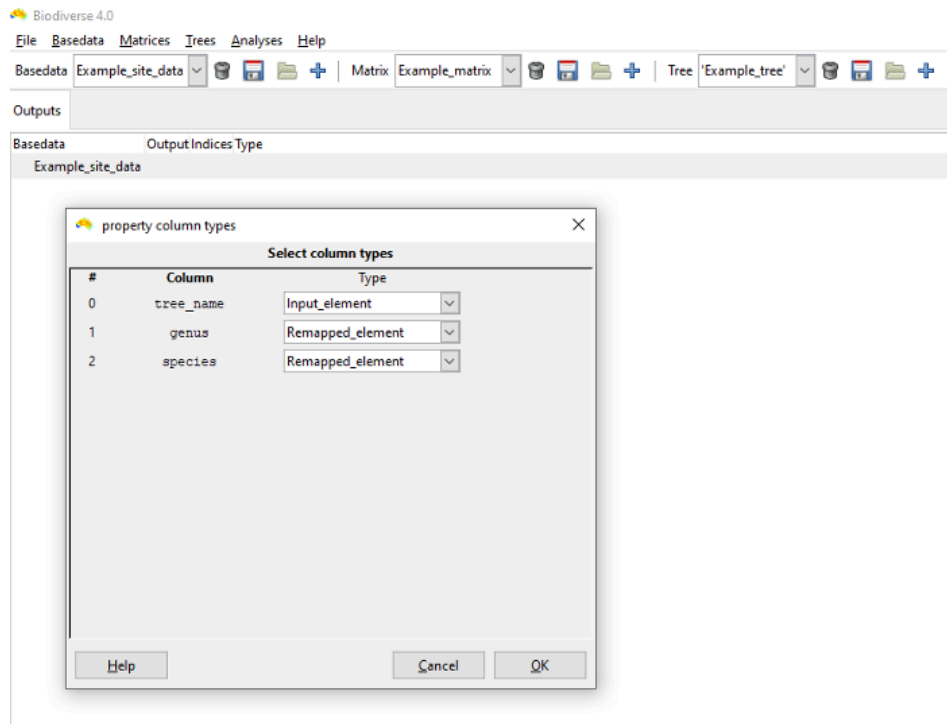 Biodiverse 4.0
File Basedata Matrices Trees Analyses Help
Basedata Example_site_data Matrix Example_matrix Tree 'Example_tree'
Outputs
Basedata Output Indices Type
Example_site_data
property column types
Select column types
# Column Type
0 tree_name Input_element
1 genus Remapped_element
2 species Remapped_element
Help Cancel OK